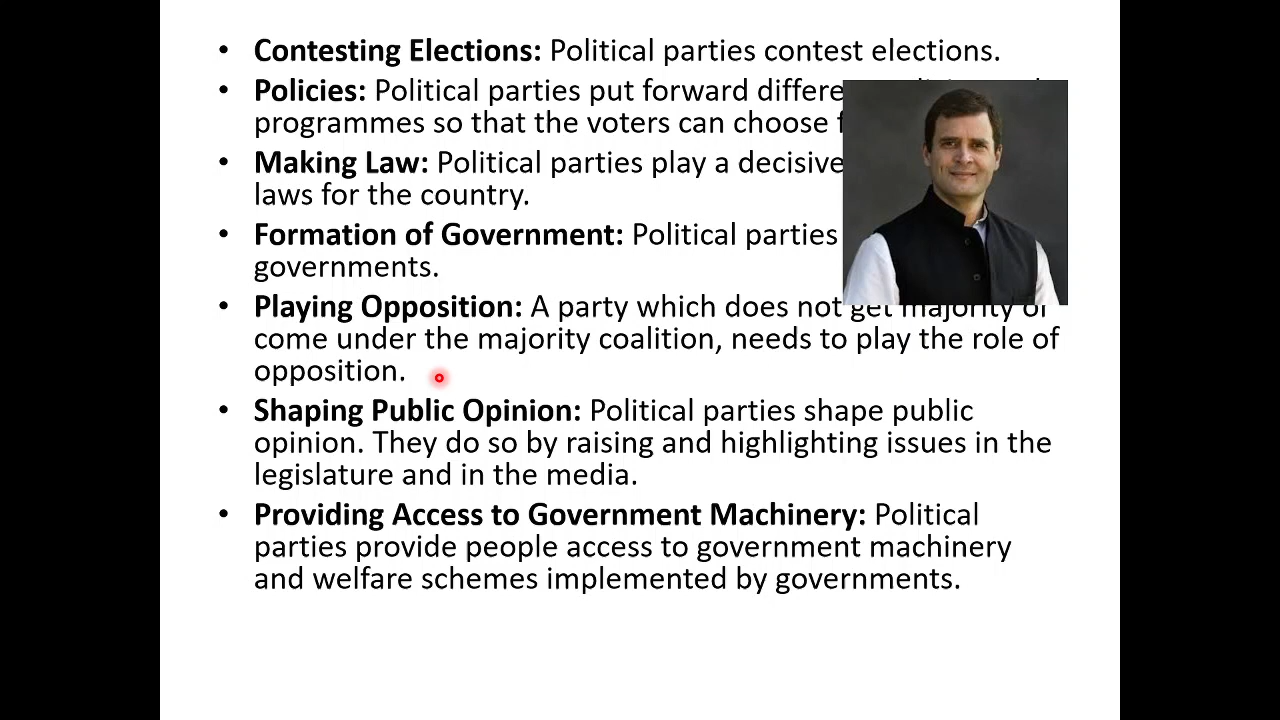 • Contesting Elections: Political parties contest elections.
• Policies: Political parties put forward
programmes so that the voters can choose
• Making Law: Political parties play a decisive
laws for the country.
• Formation of Government: Political parties
governments.
• Playing Opposition: A party which does not get majority or
come under the majority coalition, needs to play the role of
opposition.
• Shaping Public Opinion: Political parties shape public
opinion. They do so by raising and highlighting issues in the
legislature and in the media.
• Providing Access to Government Machinery: Political
parties provide people access to government machinery
and welfare schemes implemented by governments.